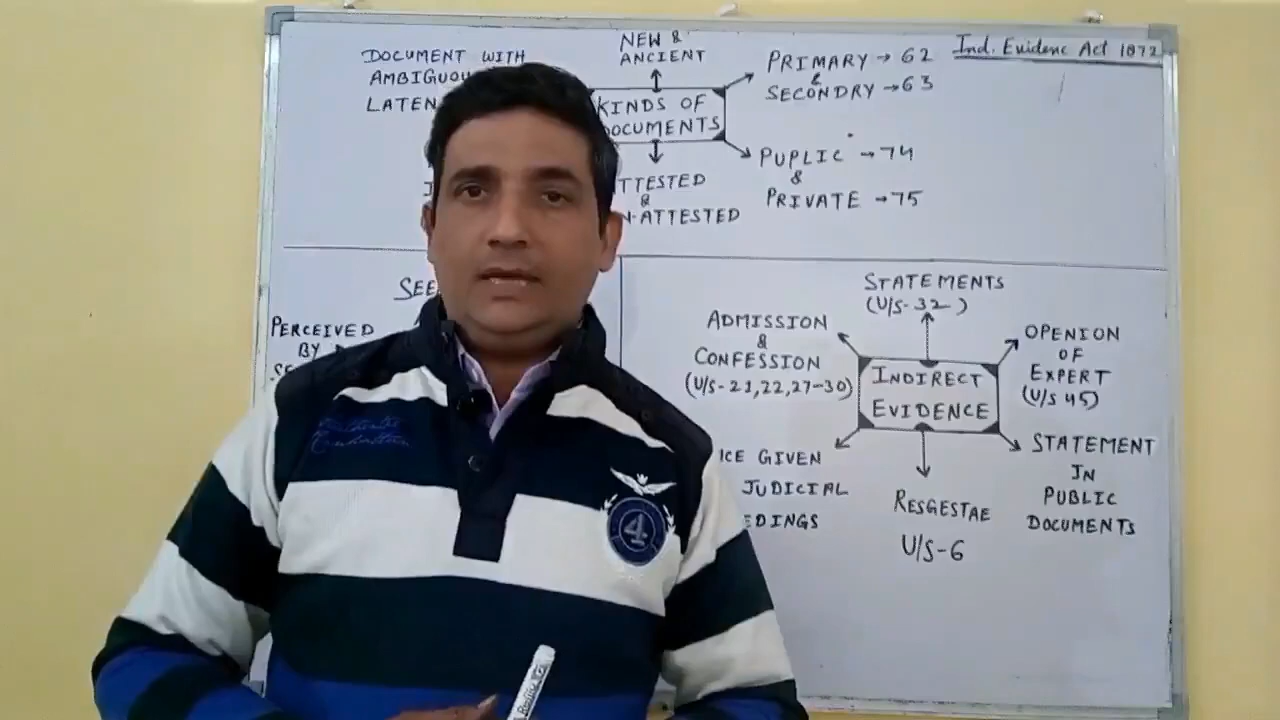 Ind. Evidenc Act 1872
DOCUMENT WITH
LATEN
NEW &
ANCIENT
KINDS OF
DOCUMENTS
TTESTED
&
N-ATTESTED
PRIMARY → 62
&
SECONDRY → 63
PUPLIC → 74
&
PRIVATE → 75
SEE
PERCEIVED
BY
INDIRECT
EVIDENCE
STATEMENTS
(U/S-32)
ADMISSION
&
CONFESSION
(U/S-21,22,27-30)
OPENION
OF
EXPERT
(U/S 45)
ICE GIVEN
JUDICIAL
EDINGS
RESGESTAE
U/S-6
STATEMENT
IN
PUBLIC
DOCUMENTS
4